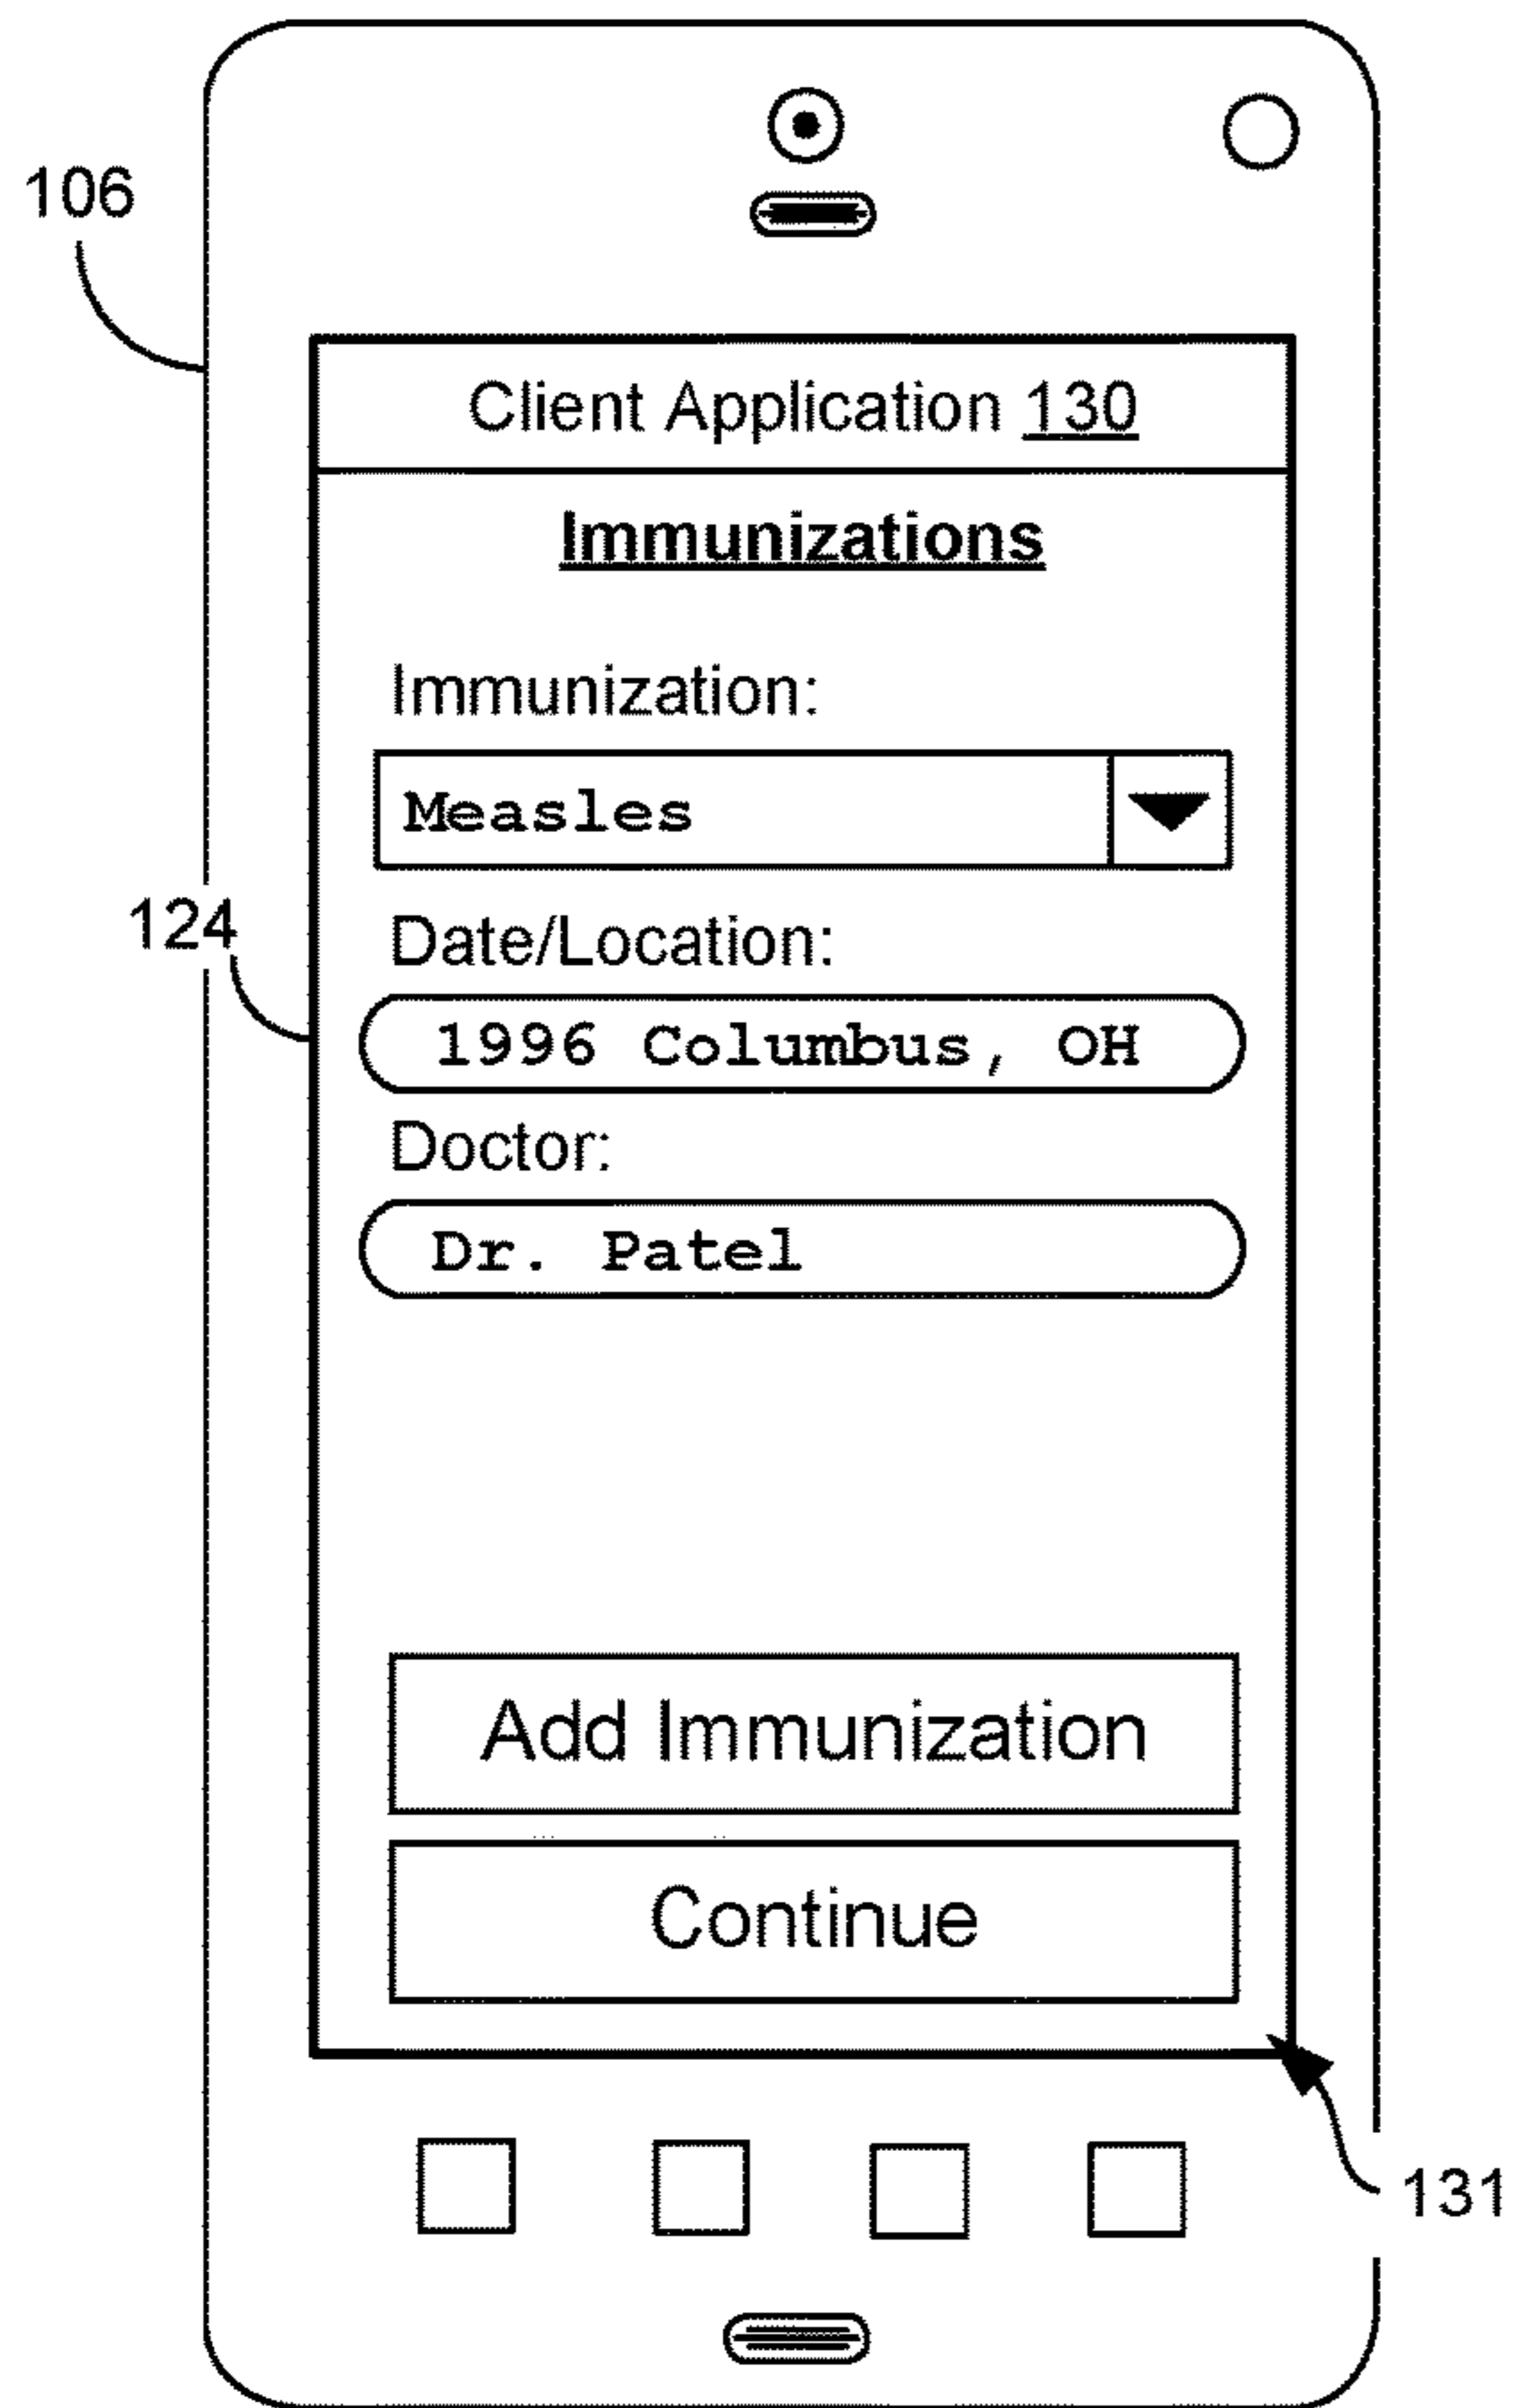 106
Client Application 130
Immunizations
Immunization:
Measles
124
Date/Location:
1996 Columbus, OH
Doctor:
Dr. Patel
Add Immunization
Continue
131